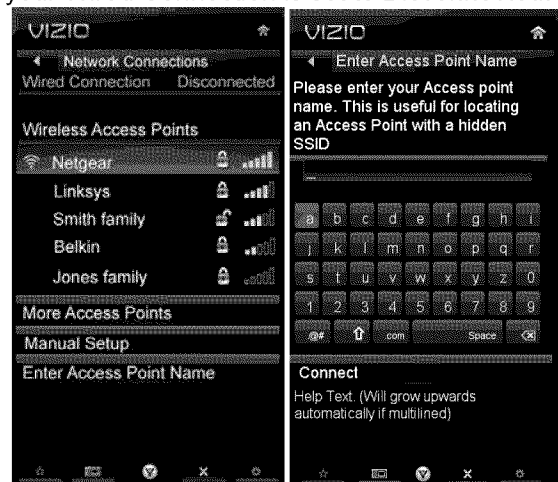 VIZIO
Network Connections
Wired Connection Disconnected
Wireless Access Points
Netgear
Linksys
Smith family
Belkin
Jones family
More Access Points
Manual Setup
Enter Access Point Name
VIZIO
Enter Access Point Name
Please enter your Access point
name. This is useful for locating
an Access Point with a hidden
SSID
a b c d e f g h i
j k l m n o p q r
s t u v w x y z 0
1 2 3 4 5 6 7 8 9
.@# .com Space
Connect
Help Text. (Will grow upwards
automatically if multilined)